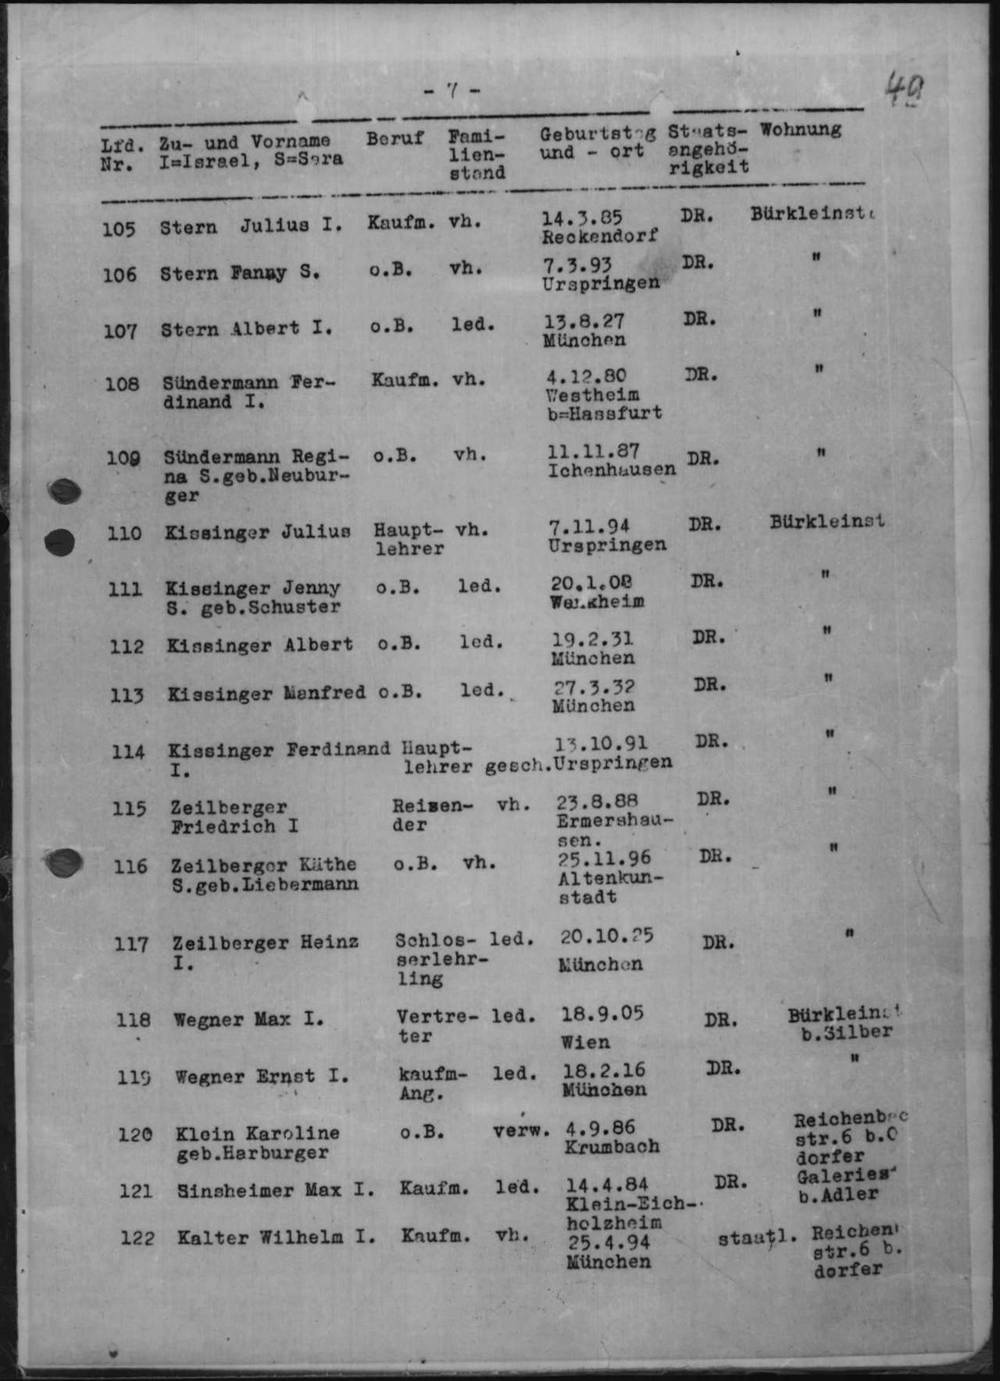 - 7 -
49
Lfd. Zu- und Vorname Beruf Fami- Geburtstag Staats- Wohnung
Nr. I=Israel, S=Sara lien- und - ort angehö-
stand rigkeit
105 Stern Julius I. Kaufm. vh. 14.3.85 DR. Bürkleinst
Reckendorf
106 Stern Fanny S. o.B. vh. 7.3.93 DR. "
Urspringen
107 Stern Albert I. o.B. led. 13.8.27 DR. "
München
108 Sündermann Fer- Kaufm. vh. 4.12.80 DR. "
dinand I. Westheim
b=Hassfurt
109 Sündermann Regi- o.B. vh. 11.11.87 DR. "
na S.geb.Neubur- Ichenhausen
ger
110 Kissinger Julius Haupt- vh. 7.11.94 DR. Bürkleinst
lehrer Urspringen
111 Kissinger Jenny o.B. led. 20.1.08 DR. "
S. geb.Schuster
112 Kissinger Albert o.B. led. 19.2.31 DR. "
München
113 Kissinger Manfred o.B. led. 27.3.32 DR. "
München
114 Kissinger Ferdinand Haupt- 13.10.91 DR. "
I. lehrer gesch.Urspringen
115 Zeilberger Reisen- vh. 23.8.88 DR. "
Friedrich I der Ermershau-
sen.
116 Zeilberger Käthe o.B. vh. 25.11.96 DR. "
S.geb.Liebermann Altenkun-
stadt
117 Zeilberger Heinz Schlos- led. 20.10.25 DR. "
I. serlehr- München
ling
118 Wegner Max I. Vertre- led. 18.9.05 DR. Bürkleinst
ter Wien b.Silber
119 Wegner Ernst I. kaufm- led. 18.2.16 DR. "
Ang. München
120 Klein Karoline o.B. verw. 4.9.86 DR. Reichenbac
geb.Harburger Krumbach str.6 b.O
dorfer
121 Sinsheimer Max I. Kaufm. led. 14.4.84 DR. Galeries
Klein-Eich- b.Adler
holzheim
122 Kalter Wilhelm I. Kaufm. vh. 25.4.94 staatl. Reichen
München str.6 b.
dorfer